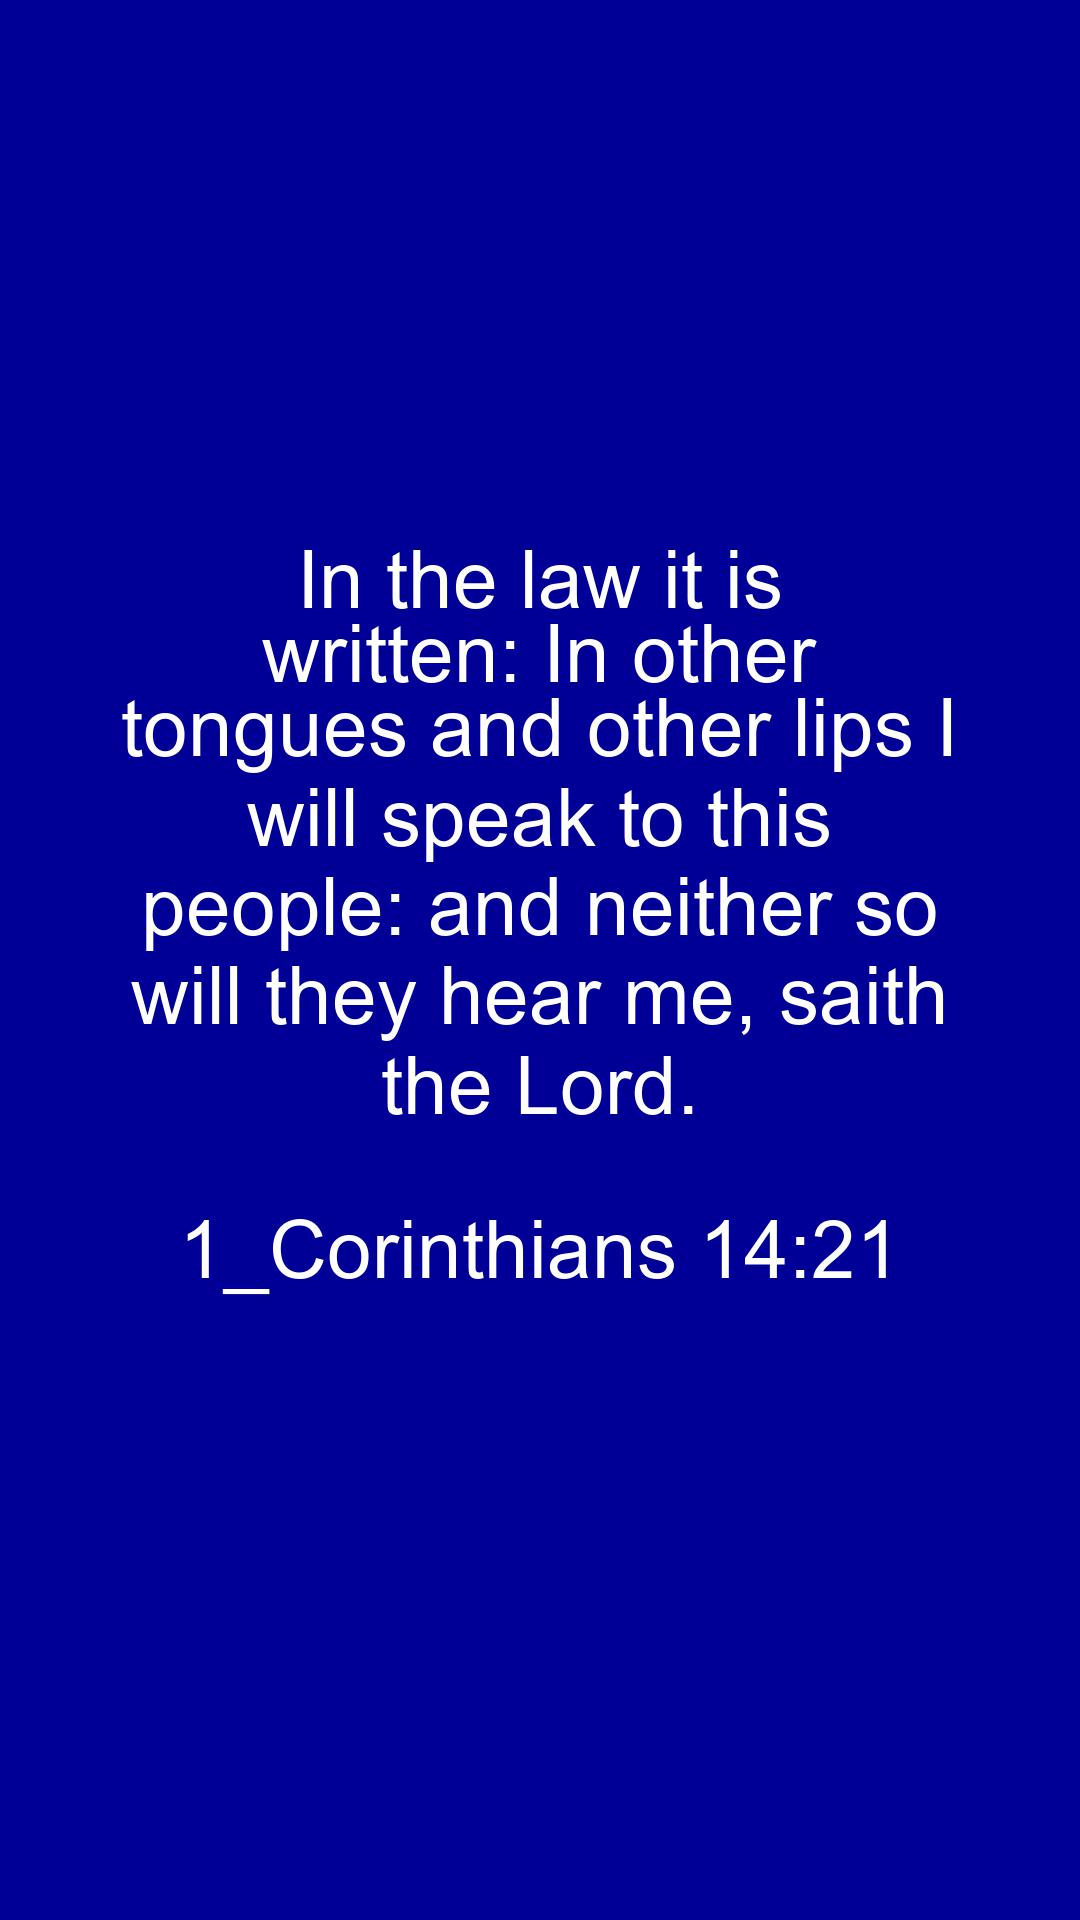 In the law it is
written: In other
tongues and other lips I
will speak to this
people: and neither so
will they hear me, saith
the Lord.
1_Corinthians 14:21